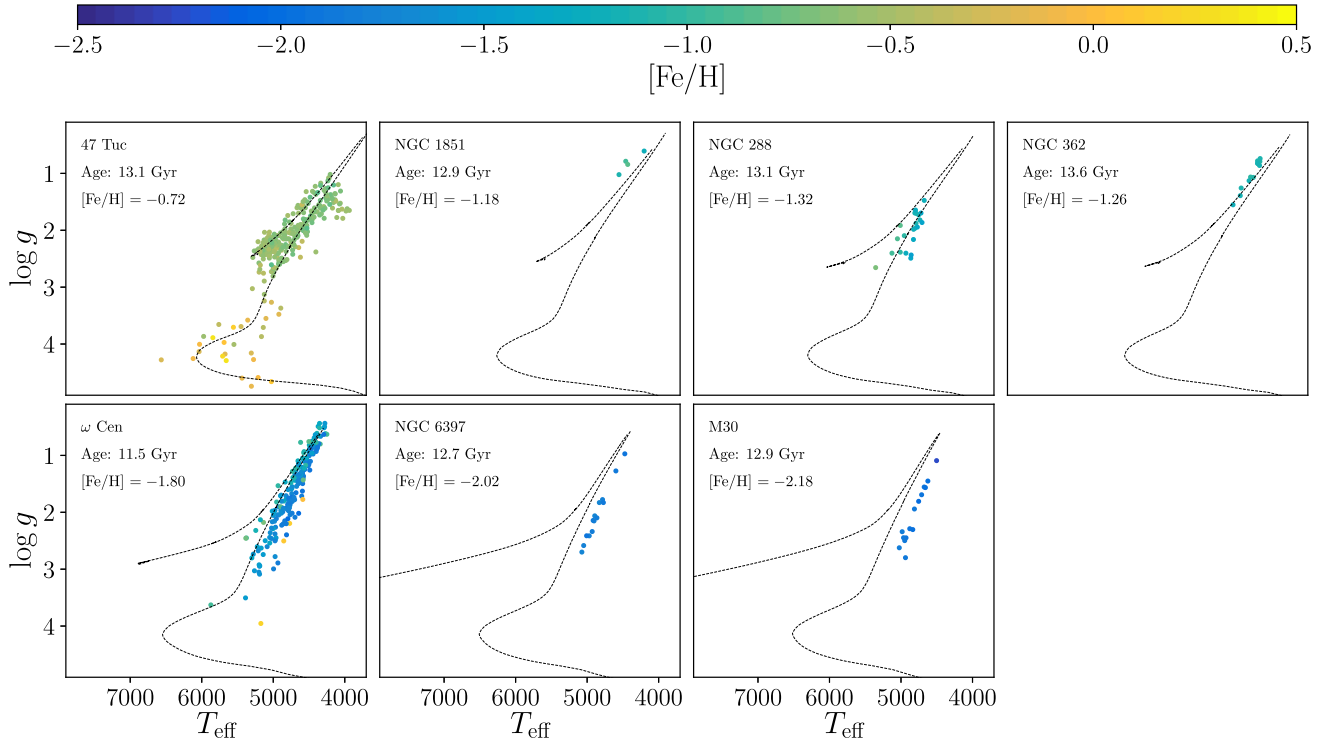 −2.5 −2.0 −1.5 −1.0 −0.5 0.0 0.5
[Fe/H]
47 Tuc
Age: 13.1 Gyr
[Fe/H] = −0.72
NGC 1851
Age: 12.9 Gyr
[Fe/H] = −1.18
NGC 288
Age: 13.1 Gyr
[Fe/H] = −1.32
NGC 362
Age: 13.6 Gyr
[Fe/H] = −1.26
1
2
3
4
log g
ω Cen
Age: 11.5 Gyr
[Fe/H] = −1.80
NGC 6397
Age: 12.7 Gyr
[Fe/H] = −2.02
M30
Age: 12.9 Gyr
[Fe/H] = −2.18
1
2
3
4
log g
7000 6000 5000 4000
T_eff
7000 6000 5000 4000
T_eff
7000 6000 5000 4000
T_eff